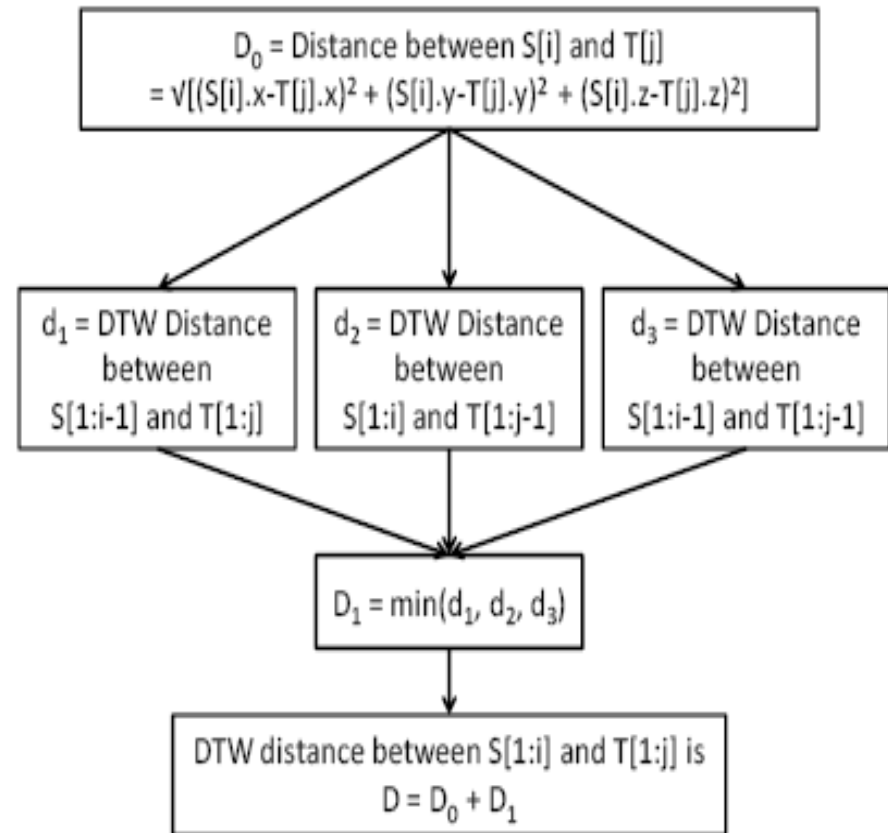 D₀ = Distance between S[i] and T[j]
= √[(S[i].x-T[j].x)² + (S[i].y-T[j].y)² + (S[i].z-T[j].z)²]
d₁ = DTW Distance
between
S[1:i-1] and T[1:j]
d₂ = DTW Distance
between
S[1:i] and T[1:j-1]
d₃ = DTW Distance
between
S[1:i-1] and T[1:j-1]
D₁ = min(d₁, d₂, d₃)
DTW distance between S[1:i] and T[1:j] is
D = D₀ + D₁